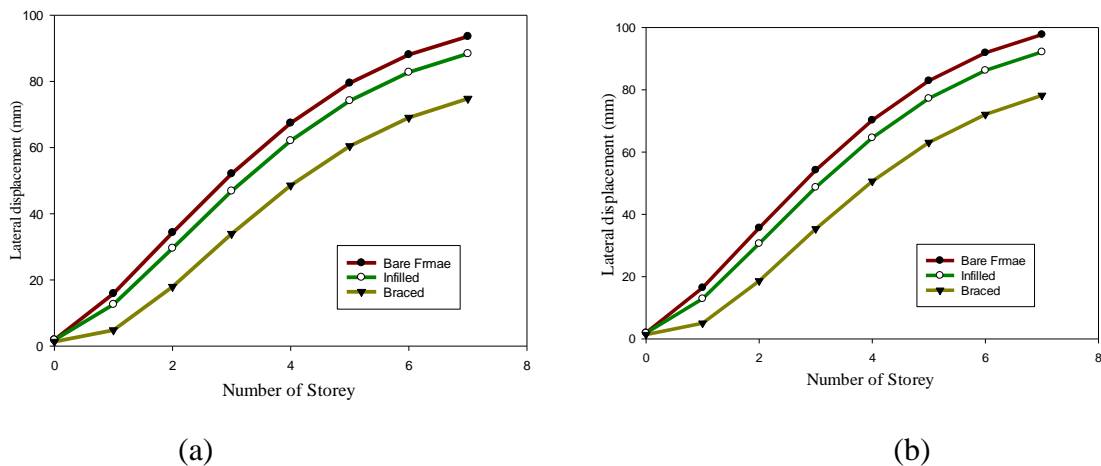 100
80
60
40
20
0
Lateral displacement (mm)
Bare Frmae
Infilled
Braced
0 2 4 6 8
Number of Storey
(a)
100
80
60
40
20
0
Lateral displacement (mm)
Bare Frmae
Infilled
Braced
0 2 4 6 8
Number of Storey
(b)